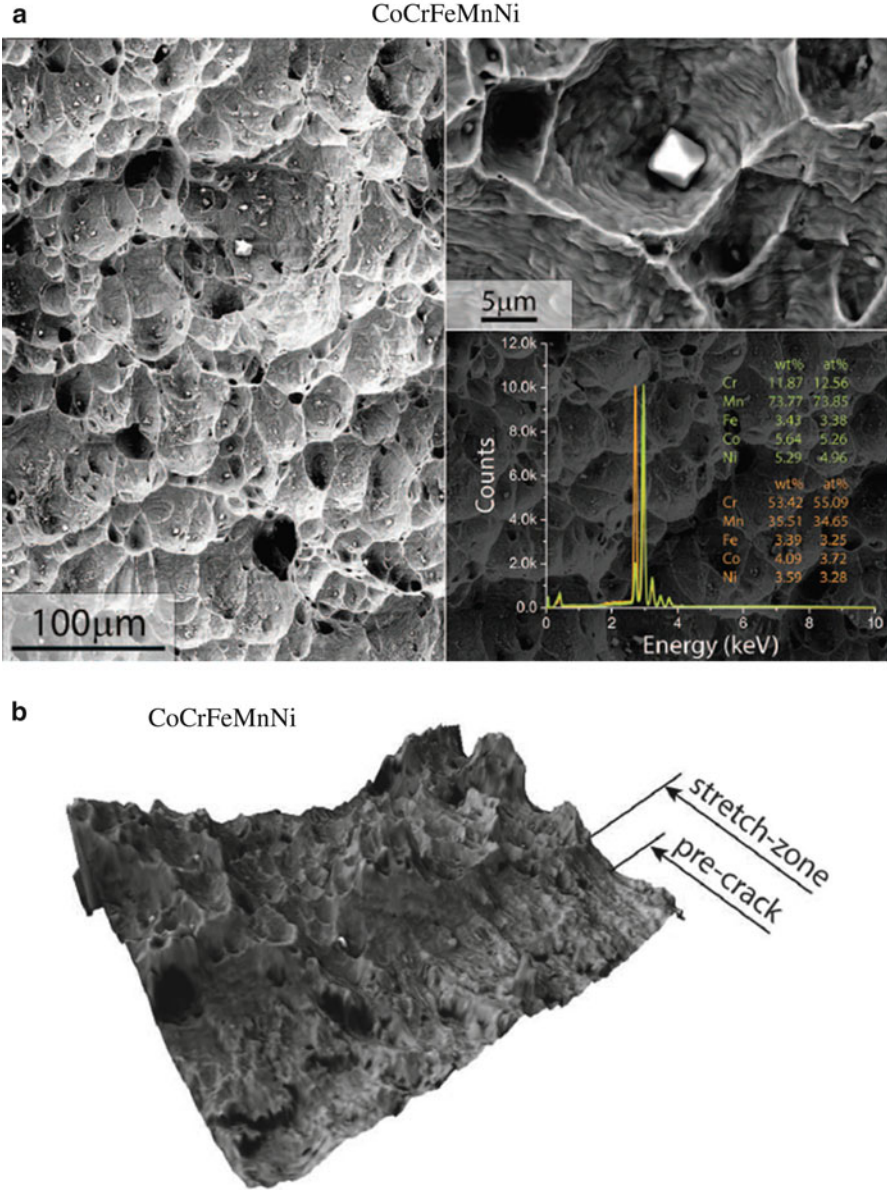 a
CoCrFeMnNi
100μm
5μm
12.0k
10.0k
8.0k
6.0k
4.0k
2.0k
0.0
Counts
0 2 4 6 8 10
Energy (keV)
wt% at%
Cr 11.87 12.56
Mn 73.77 73.85
Fe 3.43 3.38
Co 5.64 5.26
Ni 5.29 4.96
wt% at%
Cr 53.42 55.09
Mn 35.51 34.65
Fe 3.39 3.25
Co 4.09 3.72
Ni 3.59 3.28
b
CoCrFeMnNi
stretch-zone
pre-crack